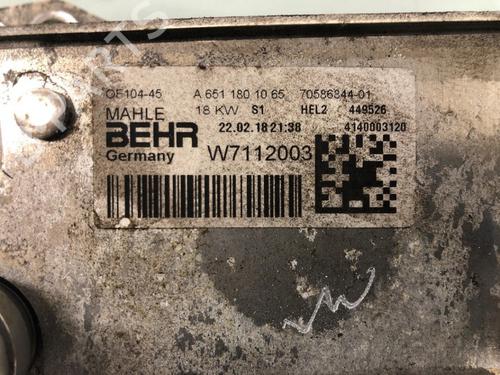 OF104-45 A 651 180 10 65 70586844-01
MAHLE 18 KW S1 HEL2 449526
BEHR 22.02.18 21:38 4140003120
Germany W7112003